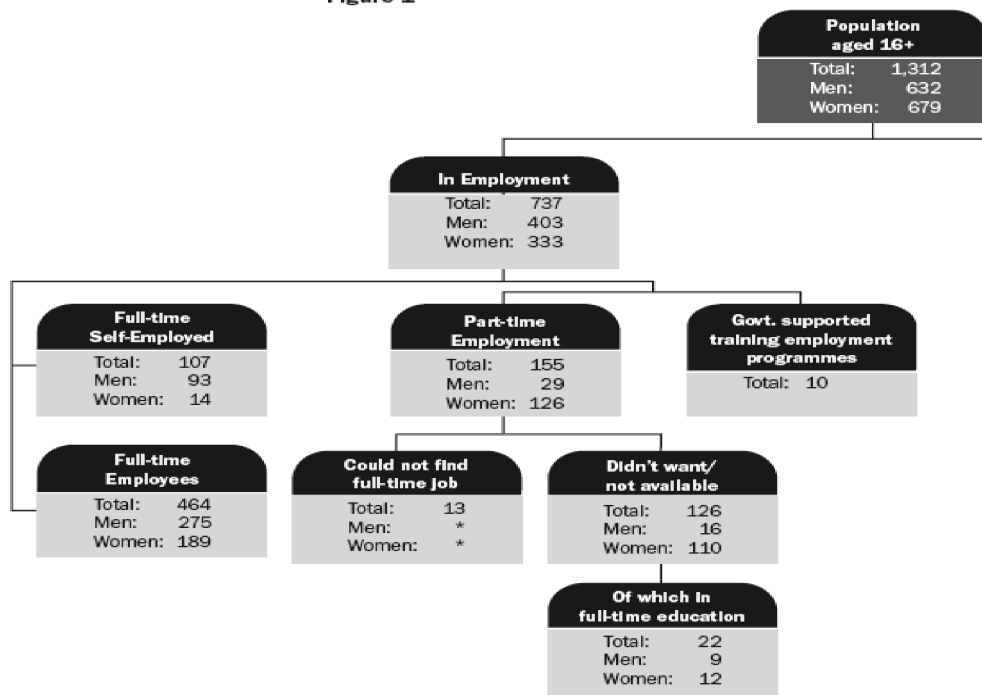 Figure 1
Population
aged 16+
Total: 1,312
Men: 632
Women: 679
In Employment
Total: 737
Men: 403
Women: 333
Full-time
Self-Employed
Total: 107
Men: 93
Women: 14
Part-time
Employment
Total: 155
Men: 29
Women: 126
Govt. supported
training employment
programmes
Total: 10
Full-time
Employees
Total: 464
Men: 275
Women: 189
Could not find
full-time job
Total: 13
Men: *
Women: *
Didn't want/
not available
Total: 126
Men: 16
Women: 110
Of which in
full-time education
Total: 22
Men: 9
Women: 12